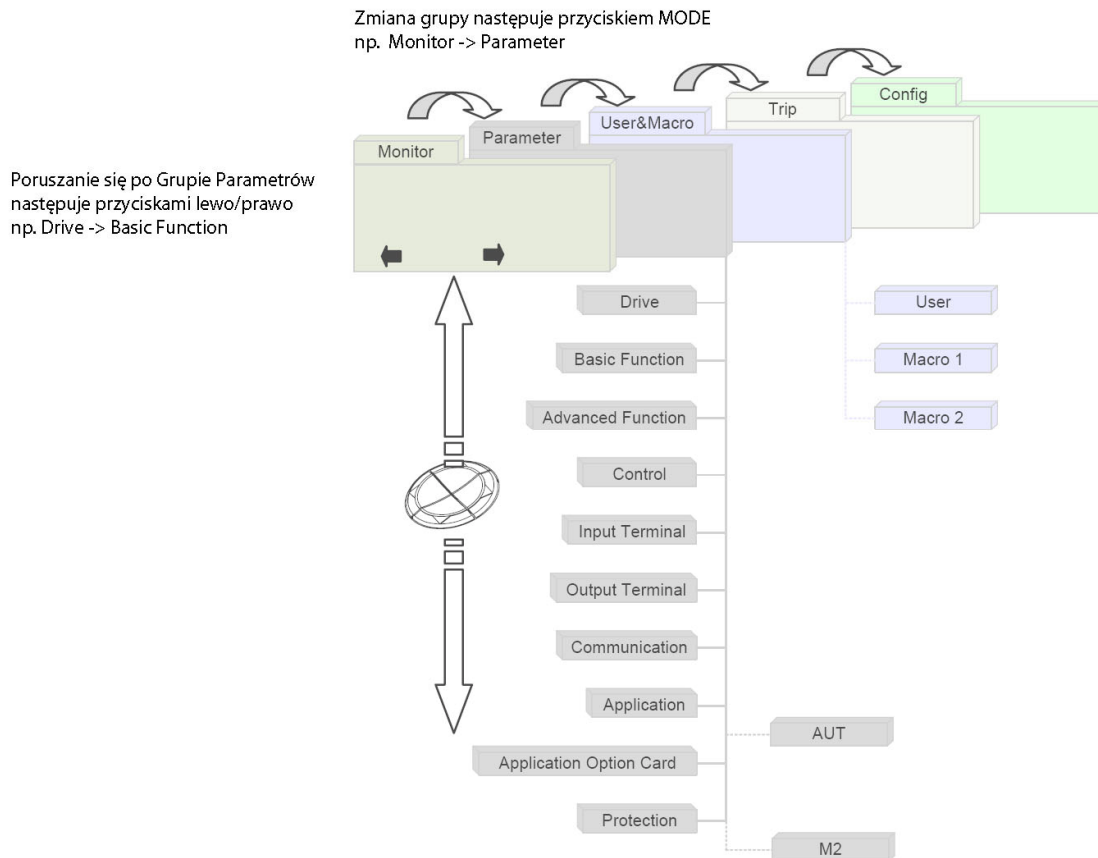 Zmiana grupy następuje przyciskiem MODE
np. Monitor -> Parameter
Config
Trip
User&Macro
Parameter
Monitor
Poruszanie się po Grupie Parametrów
następuje przyciskami lewo/prawo
np. Drive -> Basic Function
Drive
User
Basic Function
Macro 1
Advanced Function
Macro 2
Control
Input Terminal
Output Terminal
Communication
Application
AUT
Application Option Card
Protection
M2